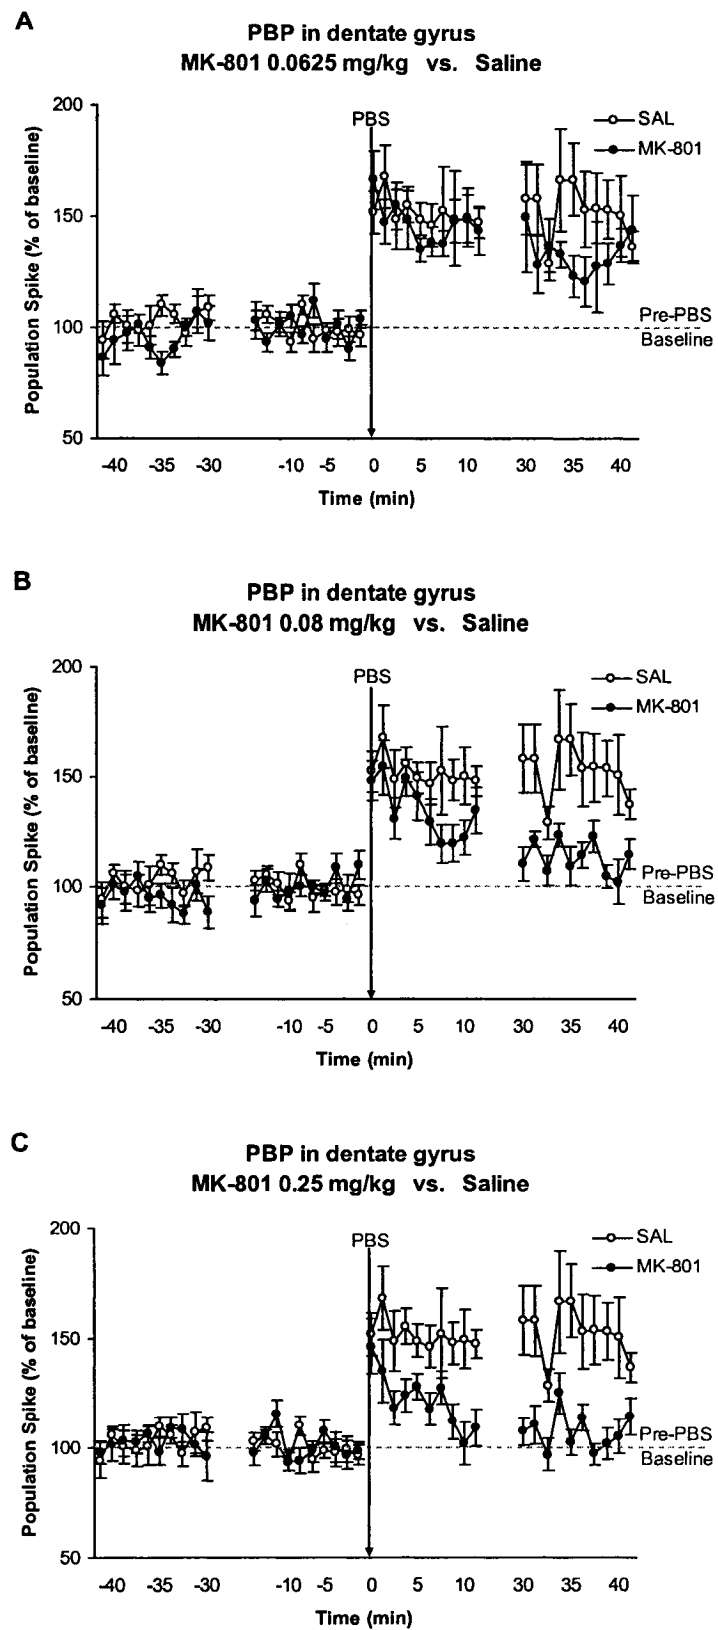 A
PBP in dentate gyrus
MK-801 0.0625 mg/kg vs. Saline
Population Spike (% of baseline)
200
150
100
50
PBS
SAL
MK-801
Pre-PBS
Baseline
-40 -35 -30 -10 -5 0 5 10 30 35 40
Time (min)
B
PBP in dentate gyrus
MK-801 0.08 mg/kg vs. Saline
Population Spike (% of baseline)
200
150
100
50
PBS
SAL
MK-801
Pre-PBS
Baseline
-40 -35 -30 -10 -5 0 5 10 30 35 40
Time (min)
C
PBP in dentate gyrus
MK-801 0.25 mg/kg vs. Saline
Population Spike (% of baseline)
200
150
100
50
PBS
SAL
MK-801
Pre-PBS
Baseline
-40 -35 -30 -10 -5 0 5 10 30 35 40
Time (min)